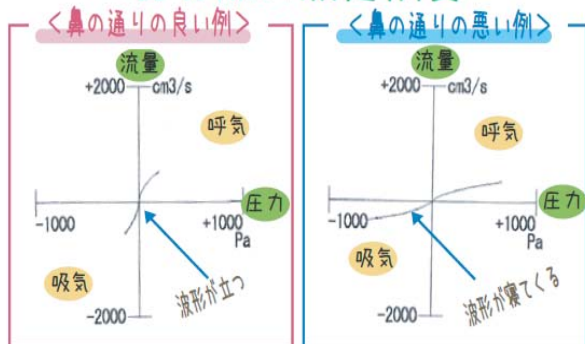 <鼻の通りの良い例>
流量
+2000
cm3/s
呼気
-1000
+1000
圧力
Pa
吸気
波形が立つ
-2000
<鼻の通りの悪い例>
流量
+2000
cm3/s
呼気
-1000
+1000
圧力
Pa
吸気
波形が寝てくる
-2000